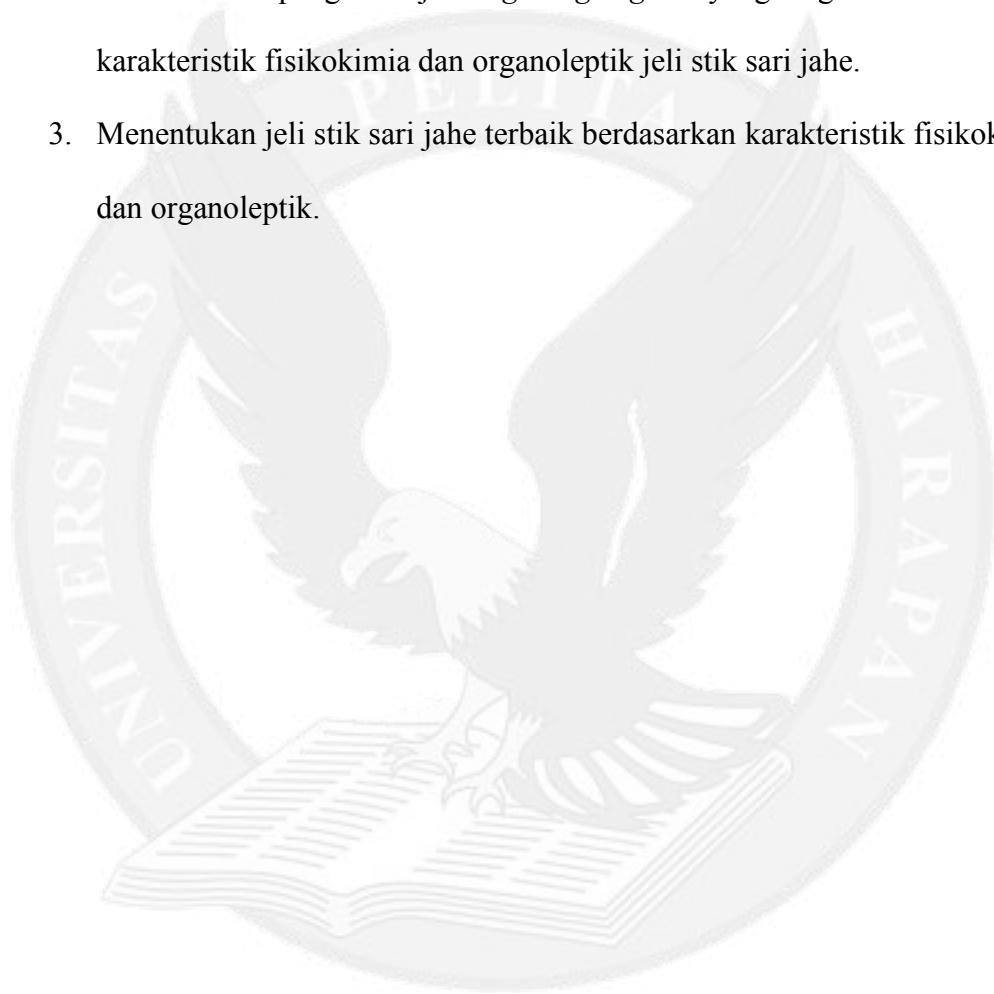 karakteristik fisikokimia dan organoleptik jeli stik sari jahe.
3. Menentukan jeli stik sari jahe terbaik berdasarkan karakteristik
dan organoleptik.
UNIVERSITAS PELITA HARAPAN